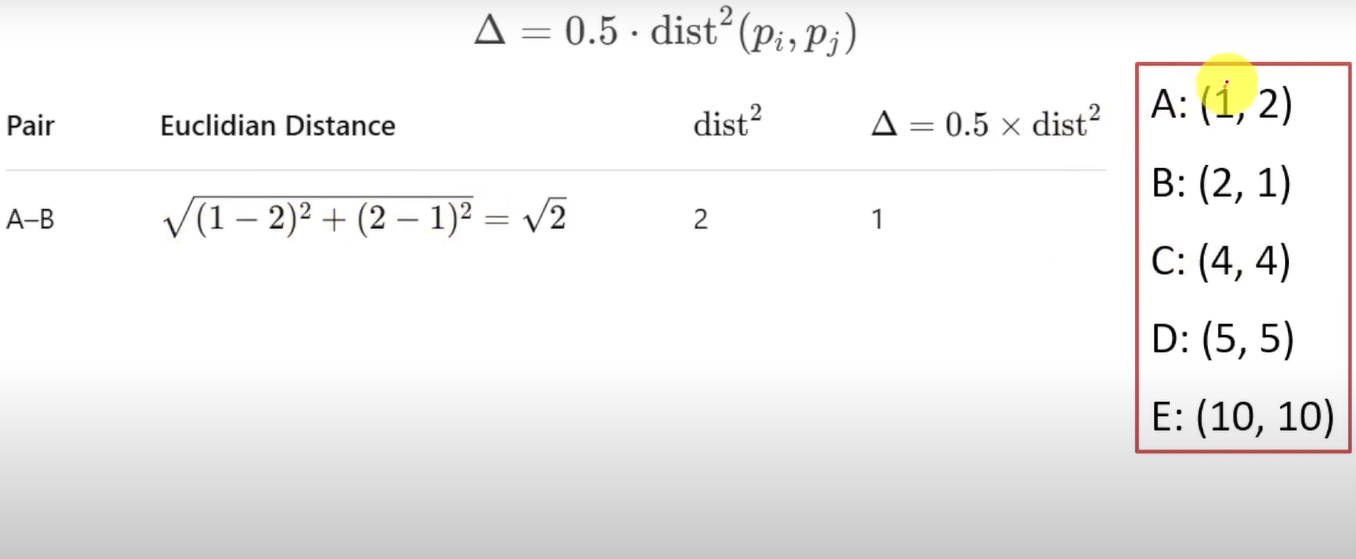 Δ = 0.5 · dist²(pᵢ, pⱼ)
Pair Euclidian Distance dist² Δ = 0.5 × dist²
A–B √((1 − 2)² + (2 − 1)²) = √2 2 1
A: (1, 2)
B: (2, 1)
C: (4, 4)
D: (5, 5)
E: (10, 10)